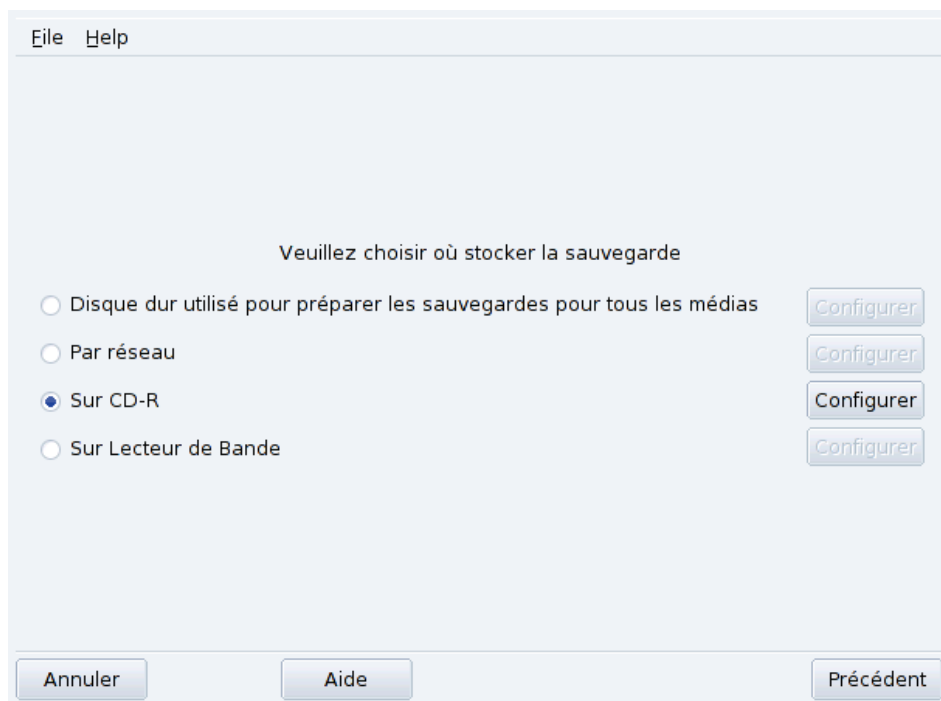 File Help
Veuillez choisir où stocker la sauvegarde
Disque dur utilisé pour préparer les sauvegardes pour tous les médias Configurer
Par réseau Configurer
Sur CD-R Configurer
Sur Lecteur de Bande Configurer
Annuler Aide Précédent